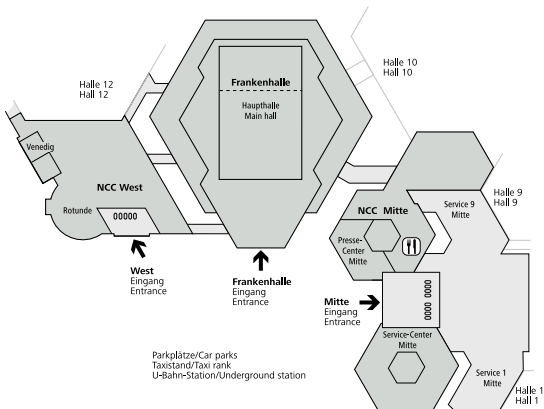 Halle 12
Hall 12
Frankenhalle
Haupthalle
Main hall
Halle 10
Hall 10
Venedig
NCC West
Rotunde
00000
West
Eingang
Entrance
Frankenhalle
Eingang
Entrance
NCC Mitte
Presse-
Center
Mitte
Service 9
Mitte
Halle 9
Hall 9
Mitte
Eingang
Entrance
0000 0000
Service-Center
Mitte
Service 1
Mitte
Halle 1
Hall 1
Parkplätze/Car parks
Taxistand/Taxi rank
U-Bahn-Station/Underground station